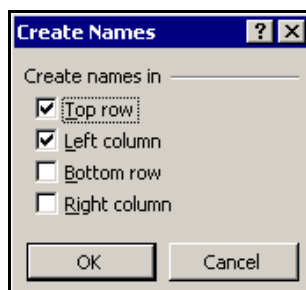 Create Names
Create names in
Top row
Left column
Bottom row
Right column
OK Cancel